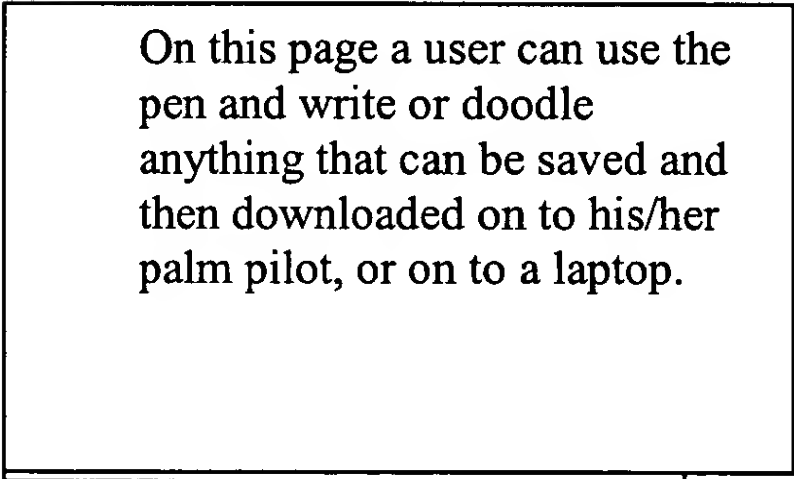 On this page a user can use the
pen and write or doodle
anything that can be saved and
then downloaded on to his/her
palm pilot, or on to a laptop.